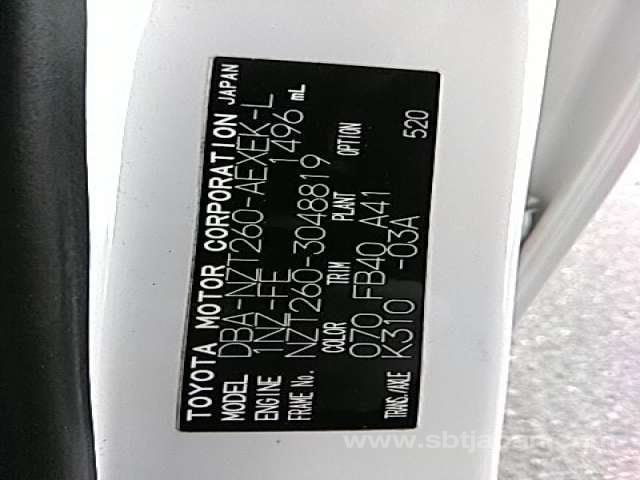 TOYOTA MOTOR CORPORATION JAPAN
MODEL DBA-NZT260-AEXEK-L
ENGINE 1NZ-FE 1496 mL
FRAME No. NZT260-3048819
COLOR TRIM PLANT OPTION
070 FB40 A41
TRANS./AXLE K310 -03A 520
www.sbtjapan.com